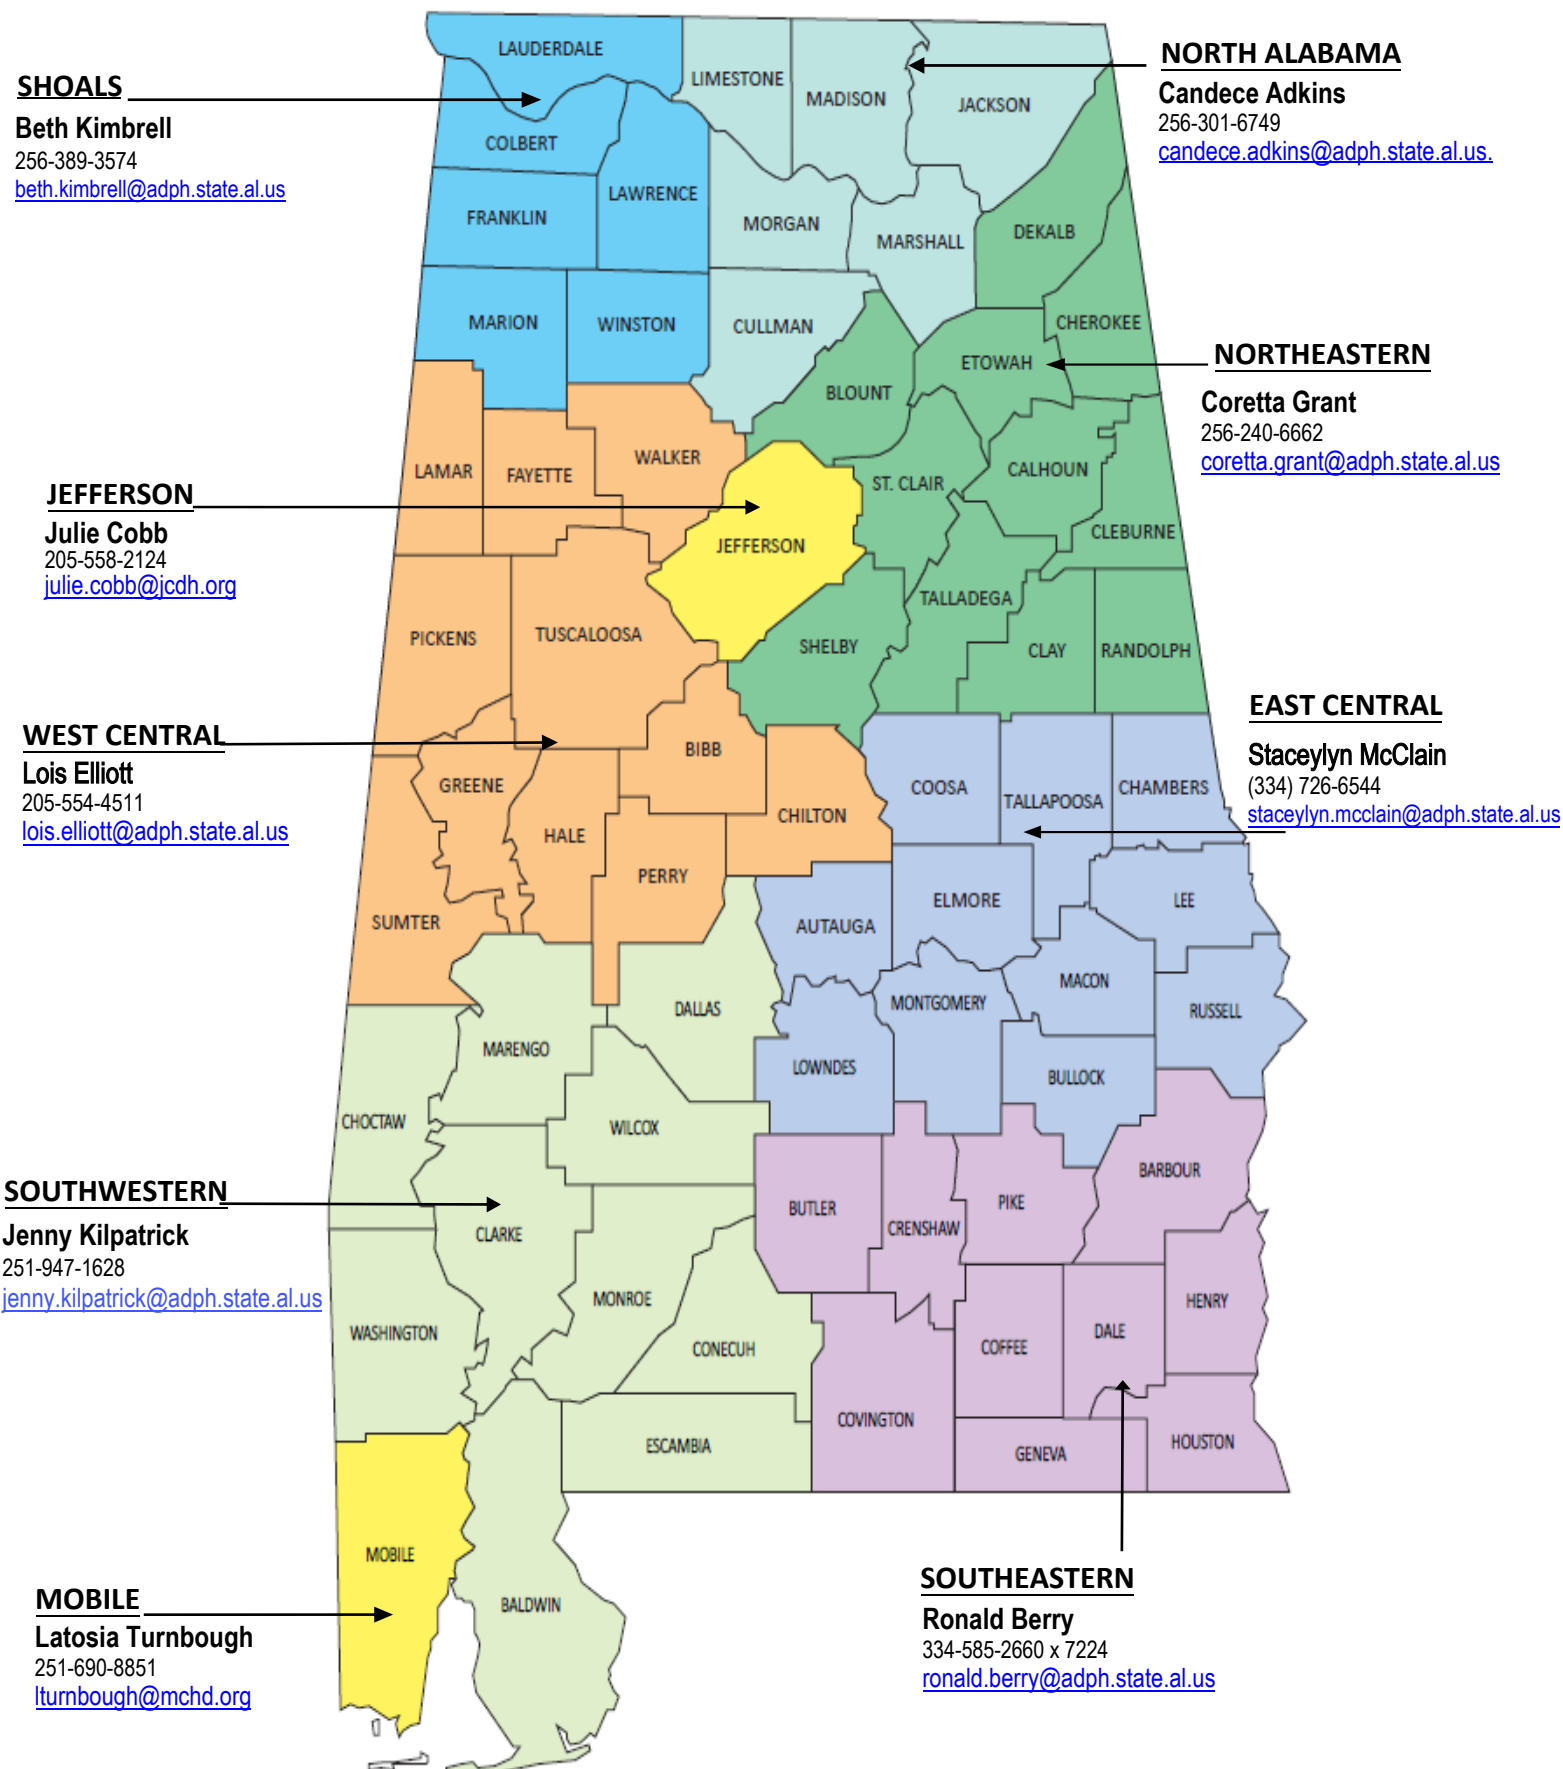 LAUDERDALE
NORTH ALABAMA
Candece Adkins
256-301-6749
candece.adkins@adph.state.al.us.
SHOALS
Beth Kimbrell
256-389-3574
beth.kimbrell@adph.state.al.us
LIMESTONE
MADISON
JACKSON
COLBERT
LAWRENCE
FRANKLIN
MORGAN
MARSHALL
DEKALB
MARION
WINSTON
CULLMAN
CHEROKEE
ETOWAH
BLOUNT
NORTHEASTERN
Coretta Grant
256-240-6662
coretta.grant@adph.state.al.us
LAMAR
FAYETTE
WALKER
ST. CLAIR
CALHOUN
CLEBURNE
JEFFERSON
Julie Cobb
205-558-2124
julie.cobb@jcdh.org
JEFFERSON
TALLADEGA
PICKENS
TUSCALOOSA
SHELBY
CLAY
RANDOLPH
WEST CENTRAL
Lois Elliott
205-554-4511
lois.elliott@adph.state.al.us
EAST CENTRAL
Staceylyn McClain
(334) 726-6544
staceylyn.mcclain@adph.state.al.us
BIBB
GREENE
HALE
CHILTON
COOSA
TALLAPOOSA
CHAMBERS
PERRY
SUMTER
AUTAUGA
ELMORE
LEE
DALLAS
MONTGOMERY
MACON
RUSSELL
MARENGO
LOWNDES
BULLOCK
CHOCTAW
WILCOX
BARBOUR
SOUTHWESTERN
Jenny Kilpatrick
251-947-1628
jenny.kilpatrick@adph.state.al.us
CLARKE
BUTLER
CRENSHAW
PIKE
MONROE
HENRY
WASHINGTON
CONECUH
COFFEE
DALE
COVINGTON
ESCAMBIA
GENEVA
HOUSTON
MOBILE
BALDWIN
MOBILE
Latosia Turnbough
251-690-8851
lturnbough@mchd.org
SOUTHEASTERN
Ronald Berry
334-585-2660 x 7224
ronald.berry@adph.state.al.us